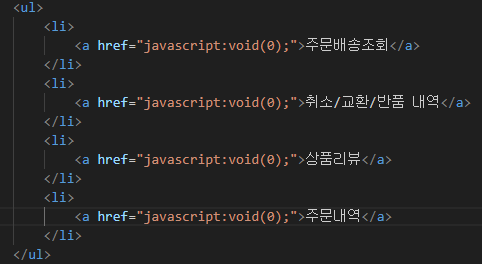 <ul>
<li>
<a href="javascript:void(0);">주문배송조회</a>
</li>
<li>
<a href="javascript:void(0);">취소/교환/반품 내역</a>
</li>
<li>
<a href="javascript:void(0);">상품리뷰</a>
</li>
<li>
<a href="javascript:void(0);">주문내역</a>
</li>
</ul>